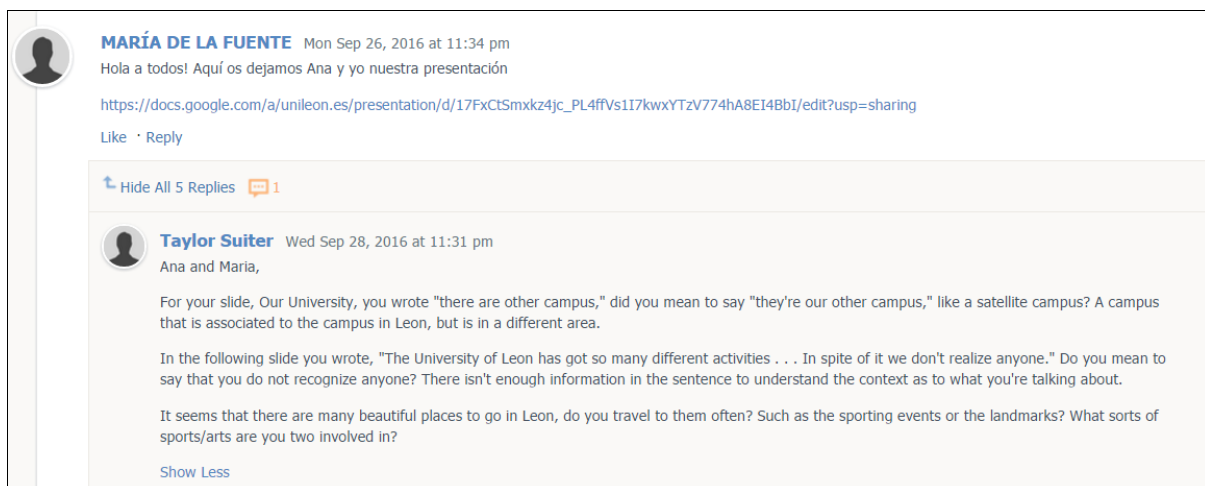 MARÍA DE LA FUENTE Mon Sep 26, 2016 at 11:34 pm
Hola a todos! Aquí os dejamos Ana y yo nuestra presentación
https://docs.google.com/a/unileon.es/presentation/d/17FxCtSmxkz4jc_PL4ffVs1I7kwxYTzV774hA8EI4BbI/edit?usp=sharing
Like · Reply
Hide All 5 Replies 1
Taylor Suiter Wed Sep 28, 2016 at 11:31 pm
Ana and Maria,
For your slide, Our University, you wrote "there are other campus," did you mean to say "they're our other campus," like a satellite campus? A campus
that is associated to the campus in Leon, but is in a different area.
In the following slide you wrote, "The University of Leon has got so many different activities . . . In spite of it we don't realize anyone." Do you mean to
say that you do not recognize anyone? There isn't enough information in the sentence to understand the context as to what you're talking about.
It seems that there are many beautiful places to go in Leon, do you travel to them often? Such as the sporting events or the landmarks? What sorts of
sports/arts are you two involved in?
Show Less